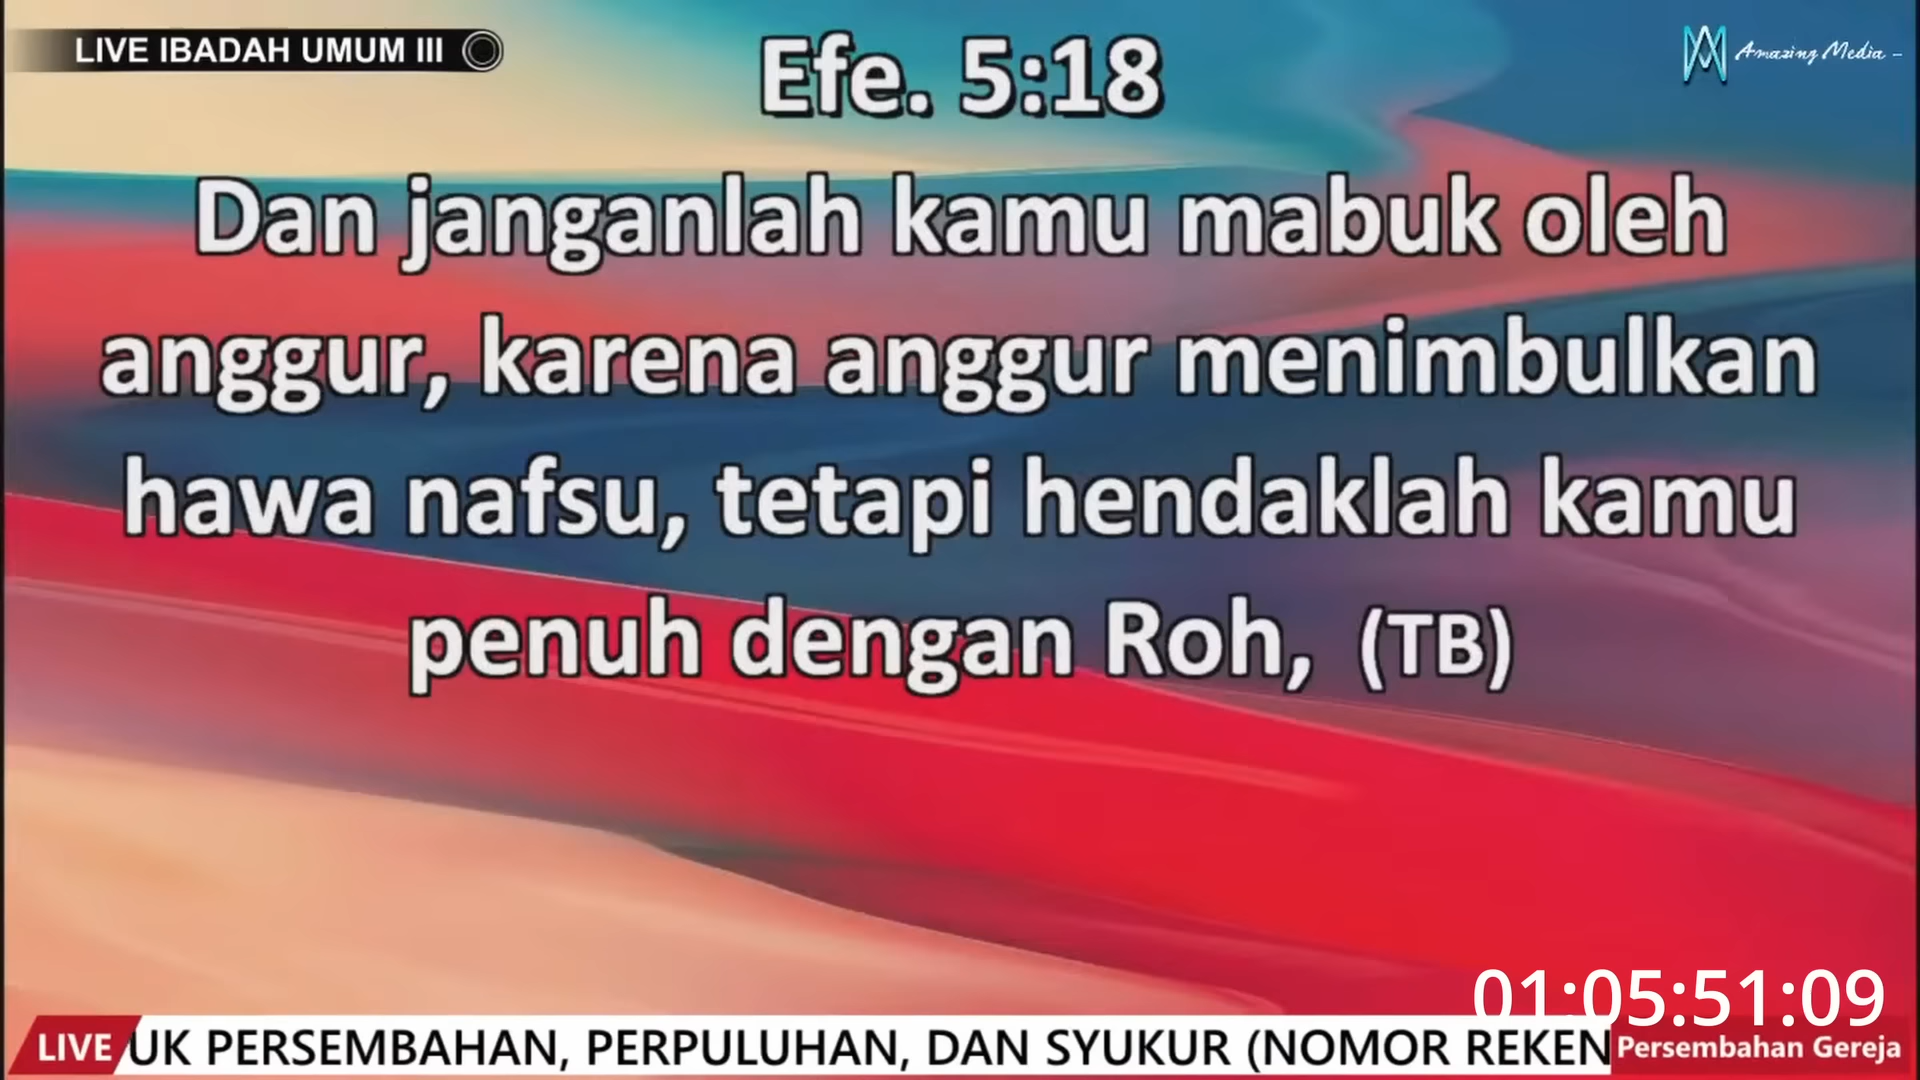 LIVE IBADAH UMUM III
Amazing Media -
Efe. 5:18
Dan janganlah kamu mabuk oleh
anggur, karena anggur menimbulkan
hawa nafsu, tetapi hendaklah kamu
penuh dengan Roh, (TB)
01:05:51:09
LIVE
UK PERSEMBAHAN, PERPULUHAN, DAN SYUKUR (NOMOR REKEN
Persembahan Gereja